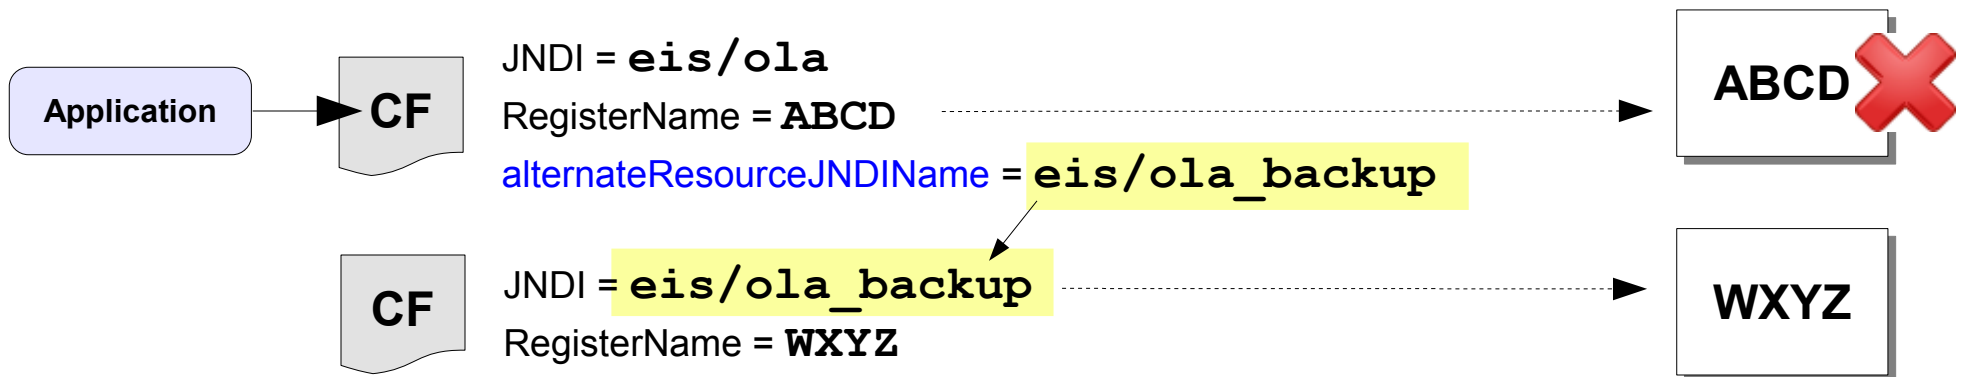 Application
CF
JNDI = eis/ola
RegisterName = ABCD
alternateResourceJNDIName = eis/ola_backup
ABCD
CF
JNDI = eis/ola_backup
RegisterName = WXYZ
WXYZ